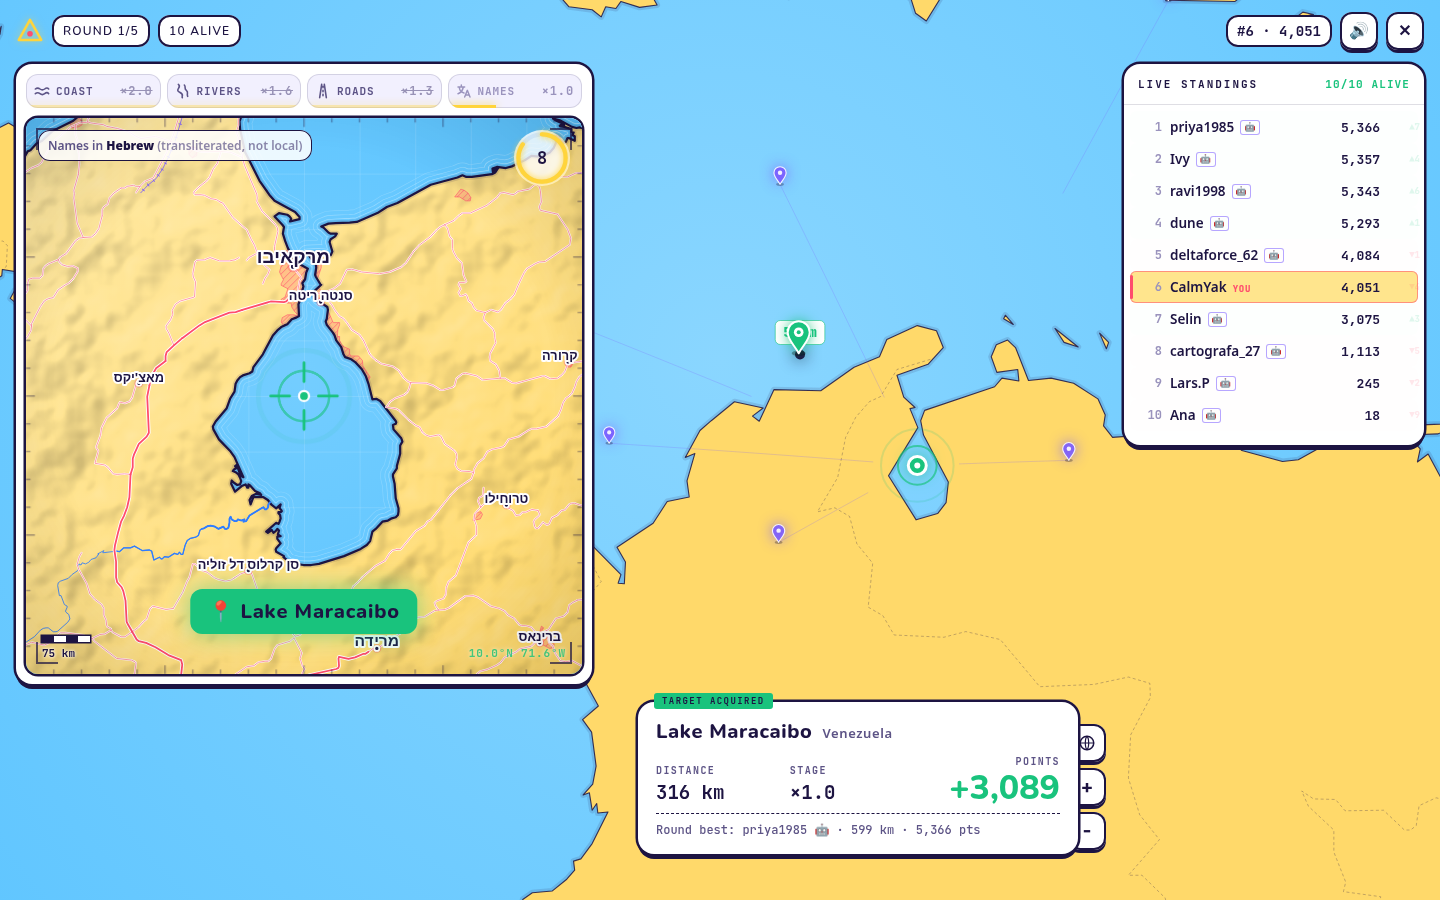 ROUND 1/5
10 ALIVE
#6 · 4,051
COAST ×2.0
RIVERS ×1.6
ROADS ×1.3
NAMES ×1.0
Names in Hebrew (transliterated, not local)
8
מרקאיבו
סנטה ריטה
קרורה
מאצ'יקס
טרוחילו
סן קרלוס דל זוליה
Lake Maracaibo
מרידה
ברינאס
75 km
10.0°N 71.6°W
LIVE STANDINGS 10/10 ALIVE
1 priya1985 5,366
2 Ivy 5,357
3 ravi1998 5,343
4 dune 5,293
5 deltaforce_62 4,084
6 CalmYak YOU 4,051
7 Selin 3,075
8 cartografa_27 1,113
9 Lars.P 245
10 Ana 18
TARGET ACQUIRED
Lake Maracaibo Venezuela
DISTANCE STAGE POINTS
316 km ×1.0 +3,089
Round best: priya1985 🤖 · 599 km · 5,366 pts
+
-